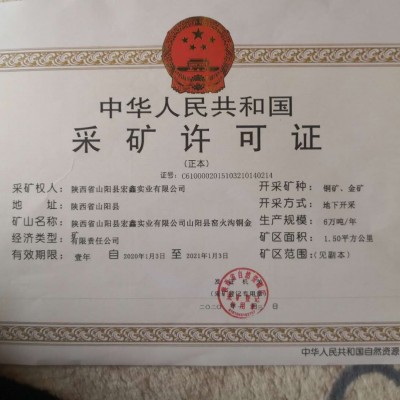 中华人民共和国
采矿许可证
(正本)
证号: C6100002015103210140214
采矿权人: 陕西省山阳县宏鑫实业有限公司
地 址: 陕西省山阳县
矿山名称: 陕西省山阳县宏鑫实业有限公司山阳县窑火沟铜金
矿
经济类型: 有限责任公司
有效期限: 壹年 自 2020年1月3日 至 2021年1月3日
开采矿种: 铜矿、金矿
开采方式: 地下开采
生产规模: 6万吨/年
矿区面积: 1.50平方公里
矿区范围: (见副本)
中华人民共和国自然资源